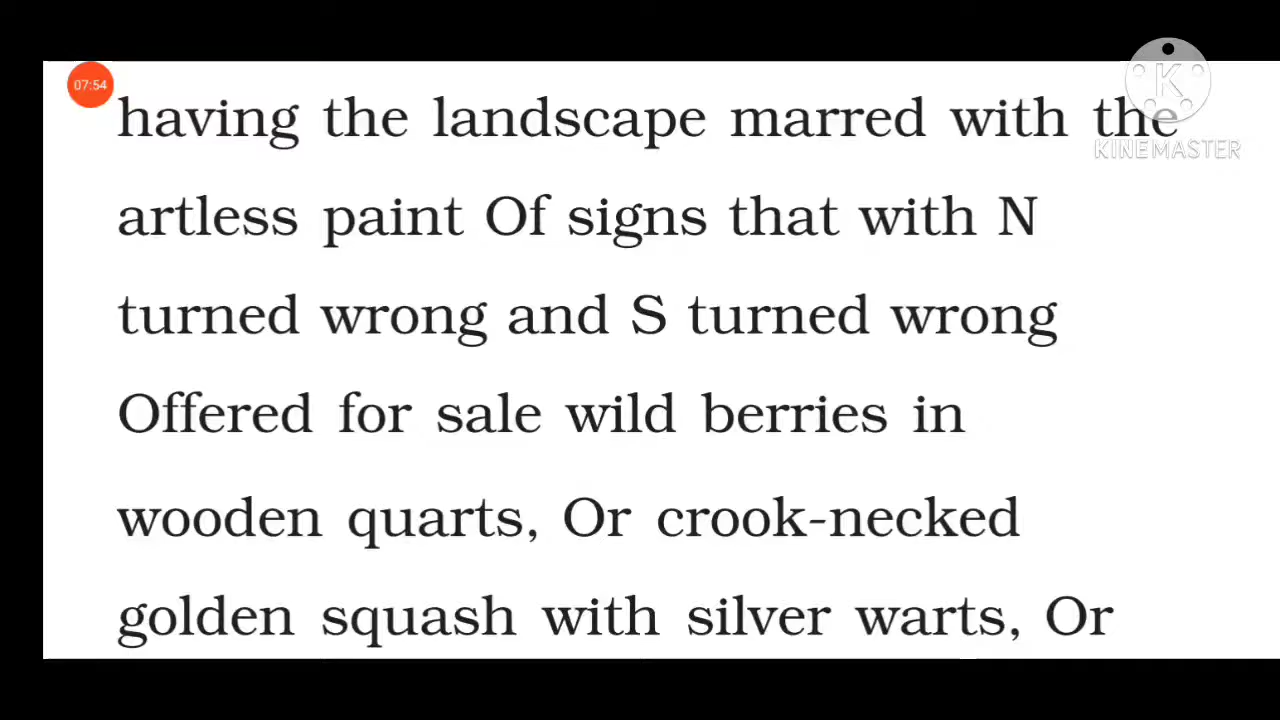 07:54
K
KINEMASTER
having the landscape marred with the
artless paint Of signs that with N
turned wrong and S turned wrong
Offered for sale wild berries in
wooden quarts, Or crook-necked
golden squash with silver warts, Or